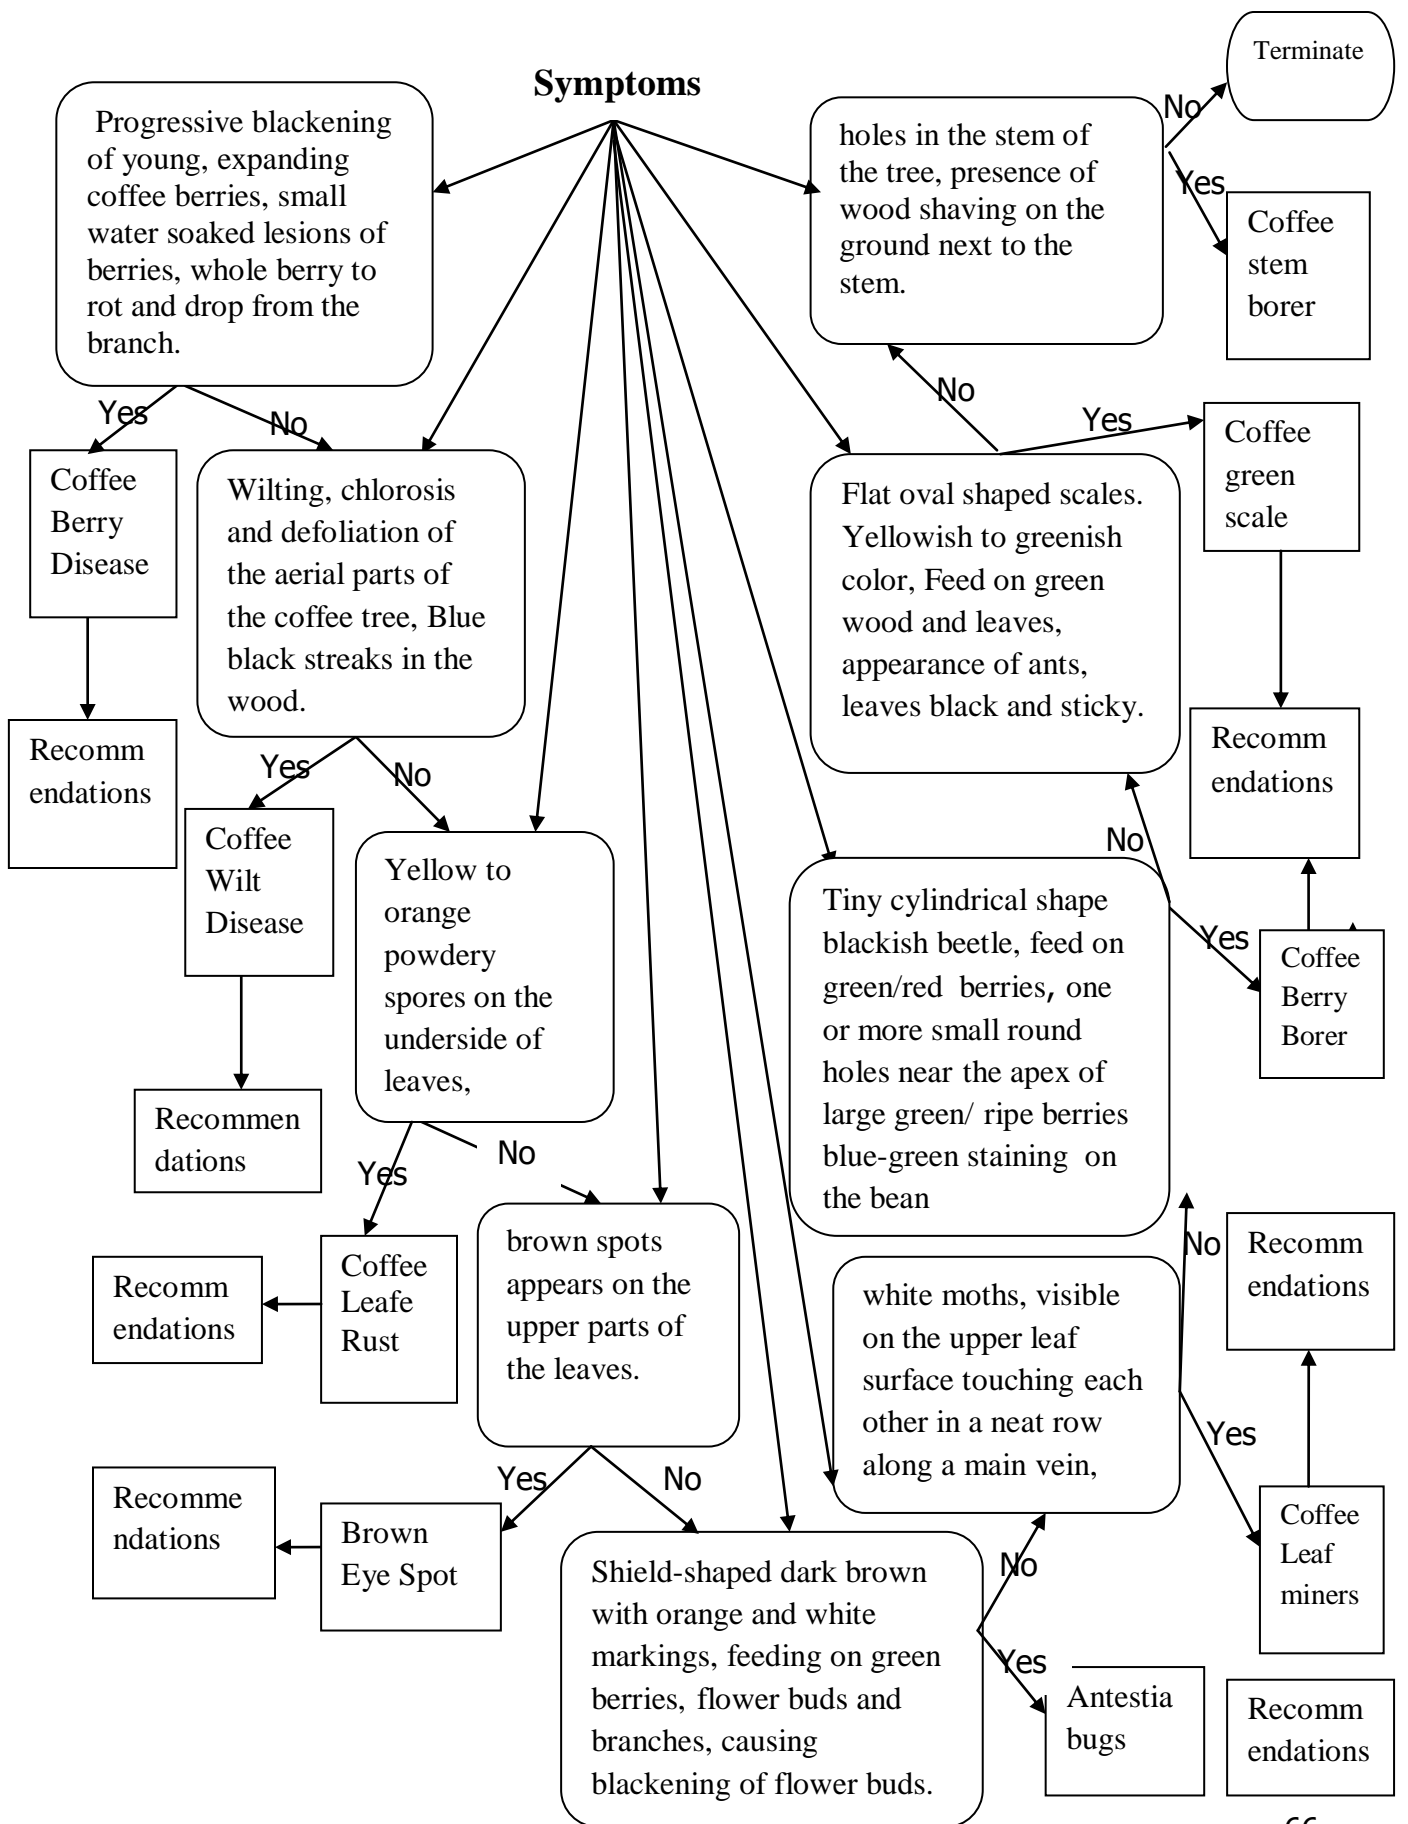 Terminate
Symptoms
Progressive blackening
of young, expanding
coffee berries, small
water soaked lesions of
berries, whole berry to
rot and drop from the
branch.
holes in the stem of
the tree, presence of
wood shaving on the
ground next to the
stem.
No
Yes
Coffee
stem
borer
Yes
No
No
Yes
Coffee
Berry
Disease
Wilting, chlorosis
and defoliation of
the aerial parts of
the coffee tree, Blue
black streaks in the
wood.
Flat oval shaped scales.
Yellowish to greenish
color, Feed on green
wood and leaves,
appearance of ants,
leaves black and sticky.
Coffee
green
scale
Recomm
endations
Recomm
endations
Yes
No
Coffee
Wilt
Disease
Yellow to
orange
powdery
spores on the
underside of
leaves,
No
Yes
Tiny cylindrical shape
blackish beetle, feed on
green/red berries, one
or more small round
holes near the apex of
large green/ ripe berries
blue-green staining on
the bean
Coffee
Berry
Borer
Recommen
dations
Yes
No
Recomm
endations
Coffee
Leafe
Rust
brown spots
appears on the
upper parts of
the leaves.
white moths, visible
on the upper leaf
surface touching each
other in a neat row
along a main vein,
No
Recomm
endations
Yes
Yes
No
Recomme
ndations
Brown
Eye Spot
Coffee
Leaf
miners
Shield-shaped dark brown
with orange and white
markings, feeding on green
berries, flower buds and
branches, causing
blackening of flower buds.
No
Yes
Antestia
bugs
Recomm
endations